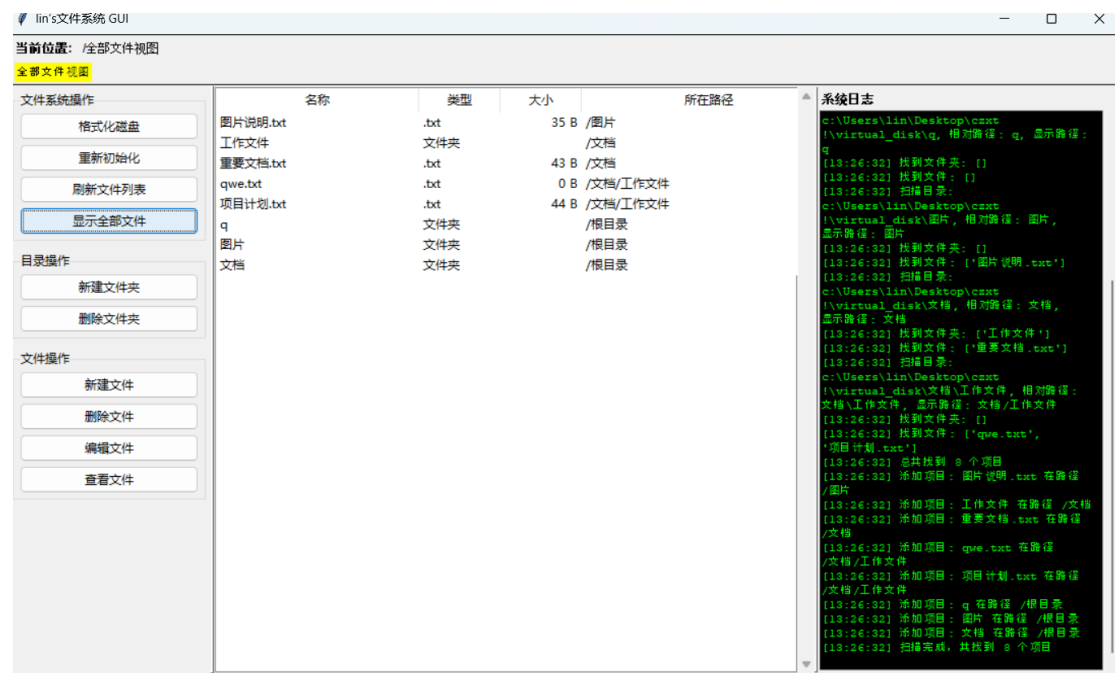 lin's文件系统 GUI
当前位置: /全部文件视图
全部文件视图
文件系统操作
格式化磁盘
重新初始化
刷新文件列表
显示全部文件
目录操作
新建文件夹
删除文件夹
文件操作
新建文件
删除文件
编辑文件
查看文件
名称 类型 大小 所在路径
图片说明.txt .txt 35 B /图片
工作文件 文件夹 /文档
重要文档.txt .txt 43 B /文档
qwe.txt .txt 0 B /文档/工作文件
项目计划.txt .txt 44 B /文档/工作文件
q 文件夹 /根目录
图片 文件夹 /根目录
文档 文件夹 /根目录
系统日志
c:\Users\lin\Desktop\czxt
!\virtual_disk\q, 相对路径: q, 显示路径:
q
[13:26:32] 找到文件夹: []
[13:26:32] 找到文件: []
[13:26:32] 扫描目录:
c:\Users\lin\Desktop\czxt
!\virtual_disk\图片, 相对路径: 图片,
显示路径: 图片
[13:26:32] 找到文件夹: []
[13:26:32] 找到文件: ['图片说明.txt']
[13:26:32] 扫描目录:
c:\Users\lin\Desktop\czxt
!\virtual_disk\文档, 相对路径: 文档,
显示路径: 文档
[13:26:32] 找到文件夹: ['工作文件']
[13:26:32] 找到文件: ['重要文档.txt']
[13:26:32] 扫描目录:
c:\Users\lin\Desktop\czxt
!\virtual_disk\文档\工作文件, 相对路径:
文档\工作文件, 显示路径: 文档/工作文件
[13:26:32] 找到文件夹: []
[13:26:32] 找到文件: ['qwe.txt',
'项目计划.txt']
[13:26:32] 总共找到 8 个项目
[13:26:32] 添加项目: 图片说明.txt 在路径
/图片
[13:26:32] 添加项目: 工作文件 在路径 /文档
[13:26:32] 添加项目: 重要文档.txt 在路径
/文档
[13:26:32] 添加项目: qwe.txt 在路径
/文档/工作文件
[13:26:32] 添加项目: 项目计划.txt 在路径
/文档/工作文件
[13:26:32] 添加项目: q 在路径 /根目录
[13:26:32] 添加项目: 图片 在路径 /根目录
[13:26:32] 添加项目: 文档 在路径 /根目录
[13:26:32] 扫描完成, 共找到 8 个项目